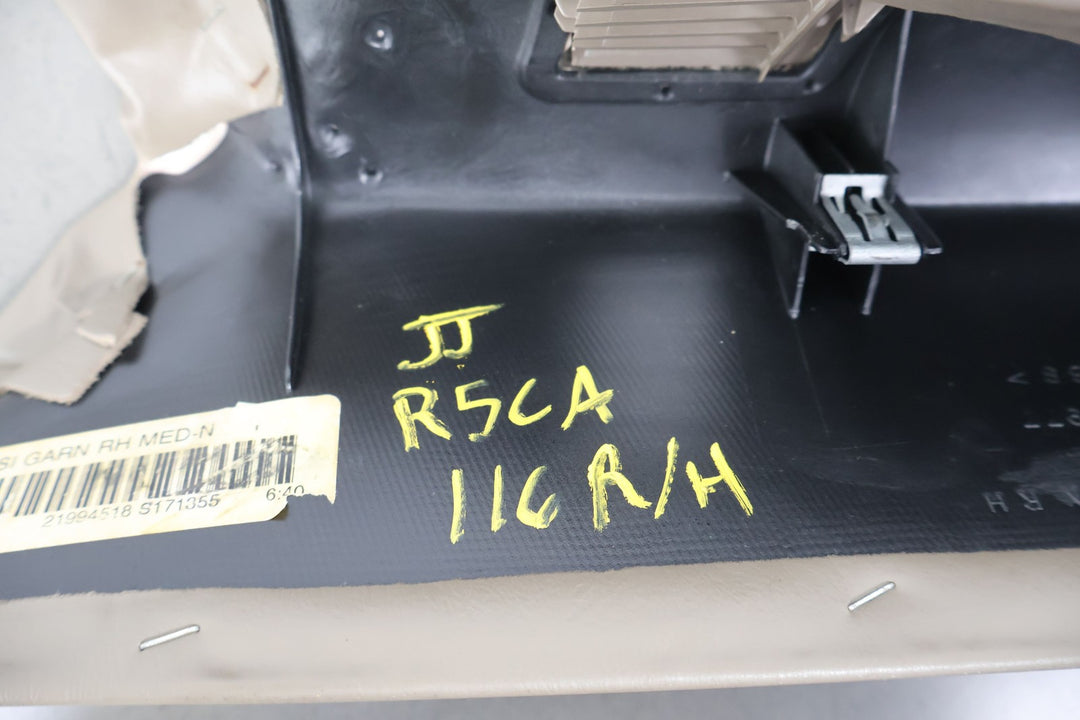 JJ
R5CA
116 R/H
SI GARN RH MED-N
6:40
21994518 S171355